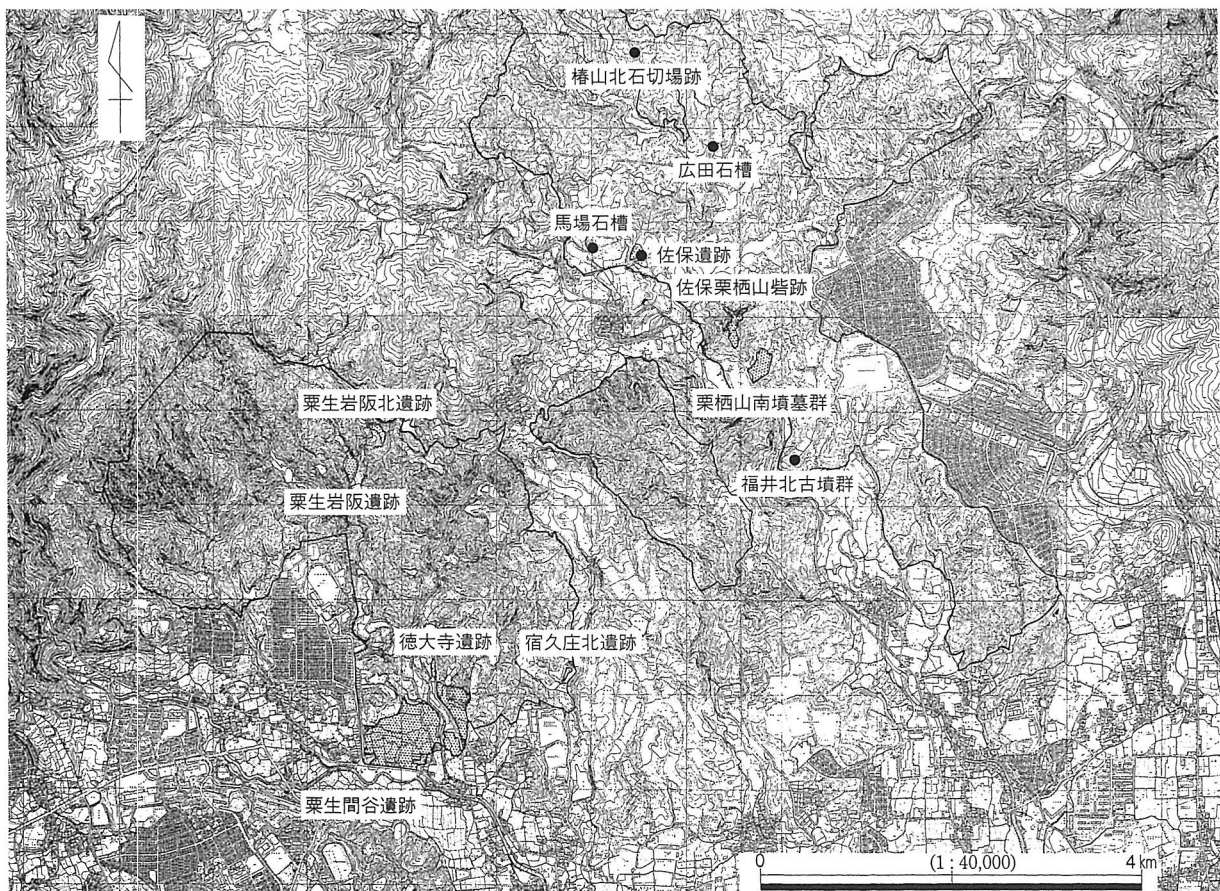 椿山北石切場跡
広田石槽
馬場石槽
佐保遺跡
佐保栗栖山砦跡
粟生岩阪北遺跡
栗栖山南墳墓群
福井北古墳群
粟生岩阪遺跡
徳大寺遺跡
宿久庄北遺跡
粟生間谷遺跡
0 (1:40,000) 4 km